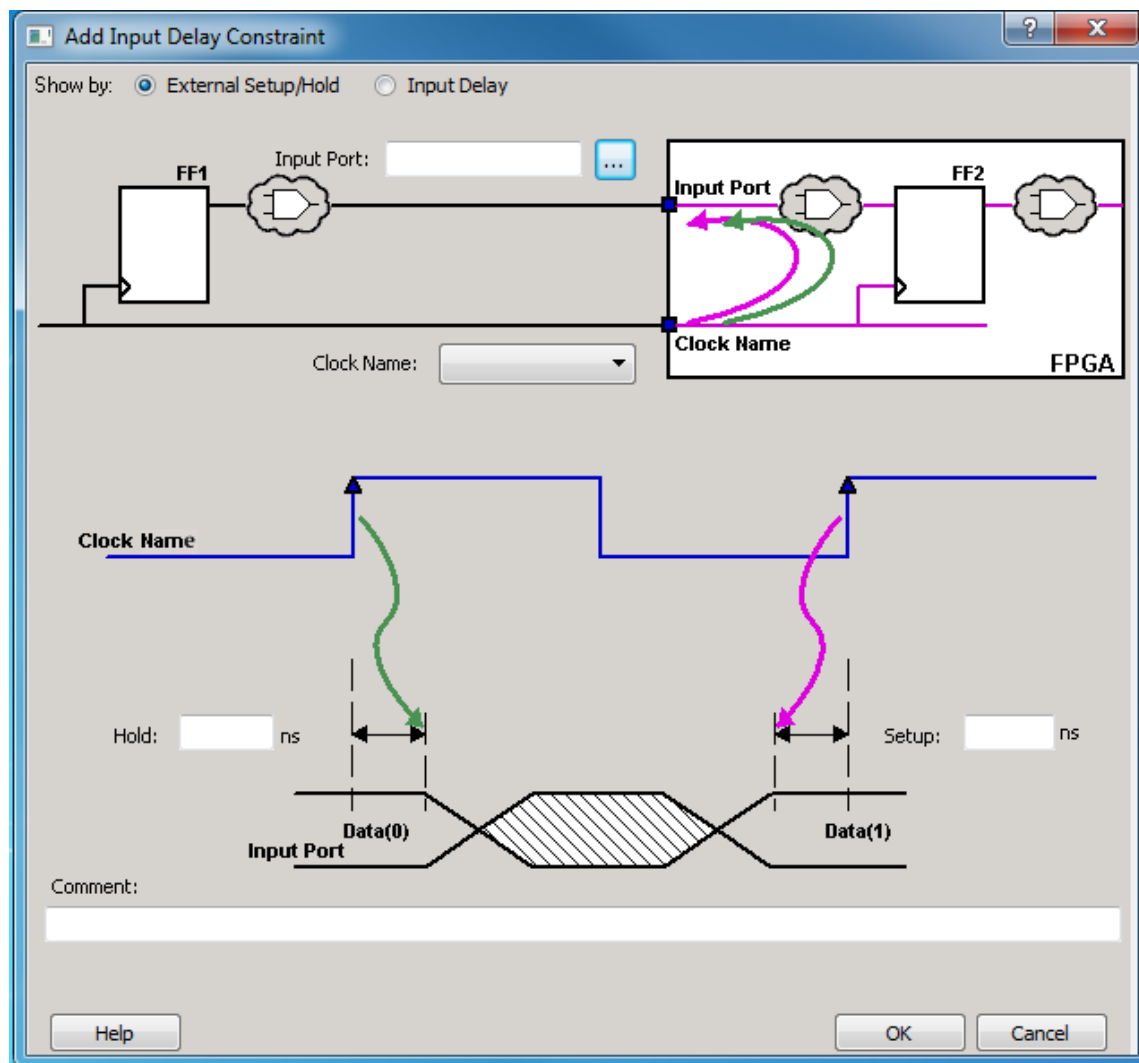 Add Input Delay Constraint
?
X
Show by: External Setup/Hold Input Delay
Input Port: ...
FF1
FF2
Input Port
Clock Name
Clock Name:
FPGA
Clock Name
Hold: ns
Setup: ns
Data(0)
Data(1)
Input Port
Comment:
Help OK Cancel